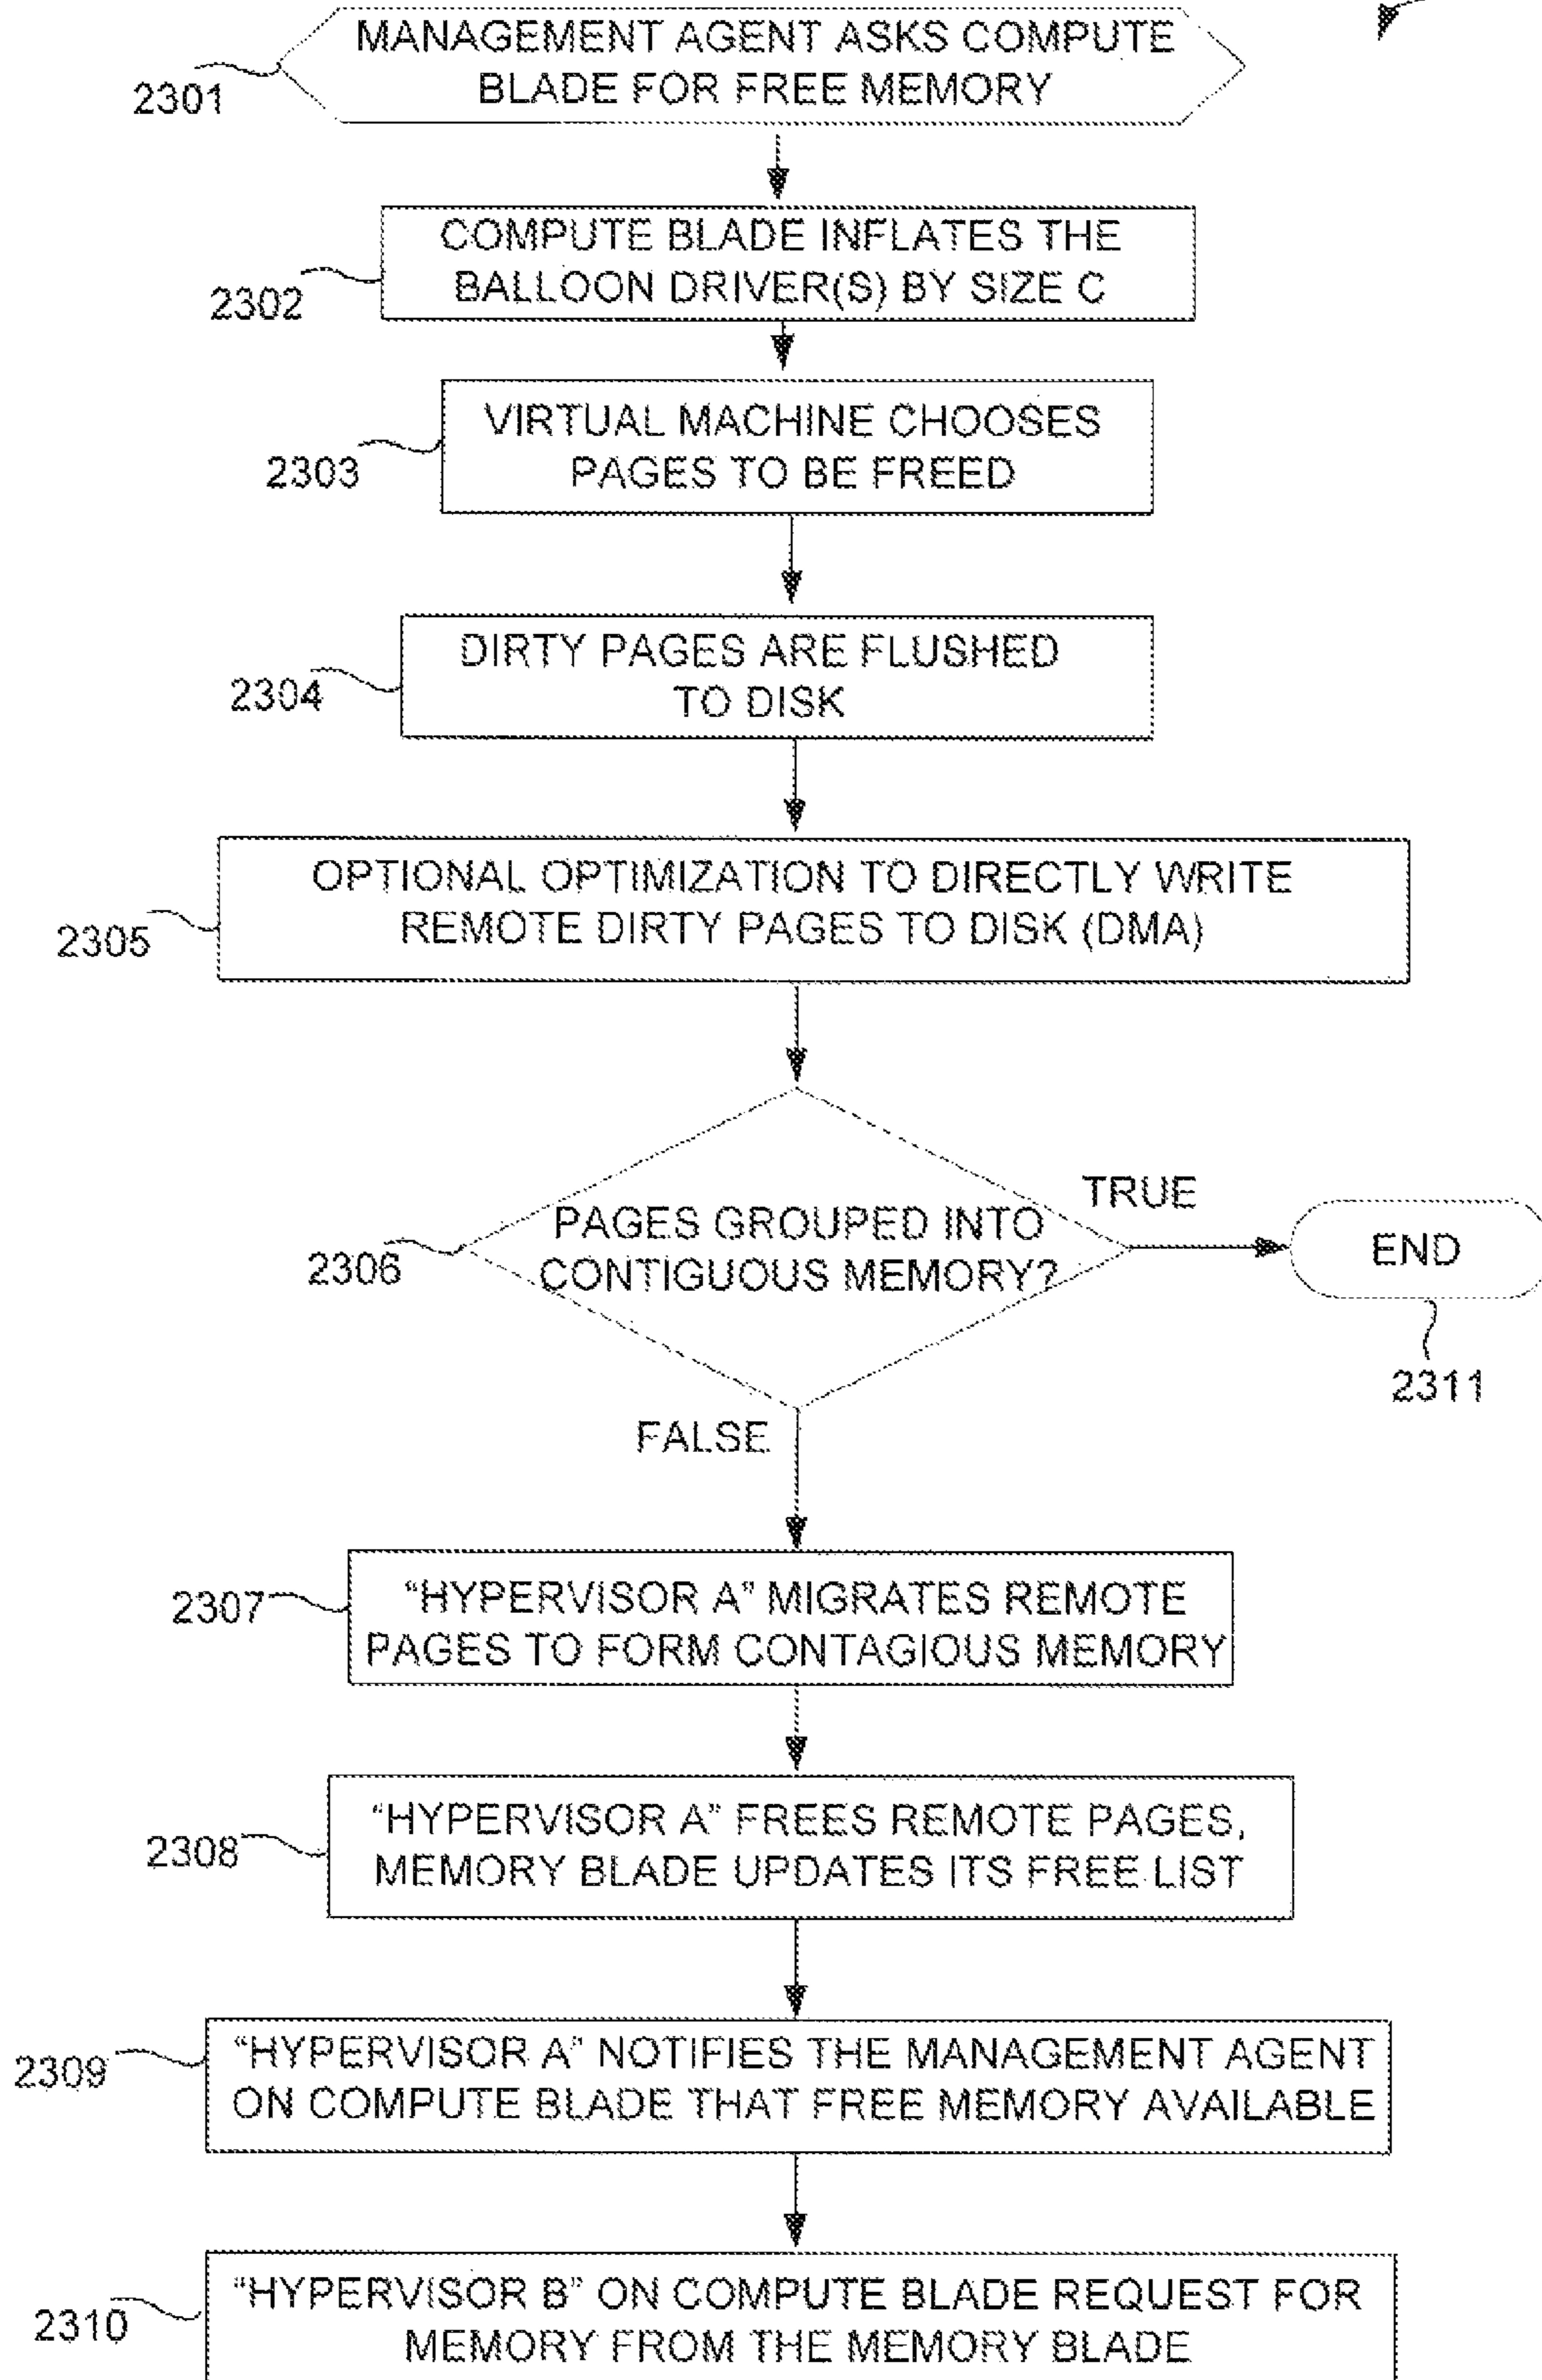 MANAGEMENT AGENT ASKS COMPUTE
BLADE FOR FREE MEMORY
2301
COMPUTE BLADE INFLATES THE
BALLOON DRIVER(S) BY SIZE C
2302
VIRTUAL MACHINE CHOOSES
PAGES TO BE FREED
2303
DIRTY PAGES ARE FLUSHED
TO DISK
2304
OPTIONAL OPTIMIZATION TO DIRECTLY WRITE
REMOTE DIRTY PAGES TO DISK (DMA)
2305
PAGES GROUPED INTO
CONTIGUOUS MEMORY?
2306
TRUE
END
2311
FALSE
"HYPERVISOR A" MIGRATES REMOTE
PAGES TO FORM CONTAGIOUS MEMORY
2307
"HYPERVISOR A" FREES REMOTE PAGES,
MEMORY BLADE UPDATES ITS FREE LIST
2308
"HYPERVISOR A" NOTIFIES THE MANAGEMENT AGENT
ON COMPUTE BLADE THAT FREE MEMORY AVAILABLE
2309
"HYPERVISOR B" ON COMPUTE BLADE REQUEST FOR
MEMORY FROM THE MEMORY BLADE
2310